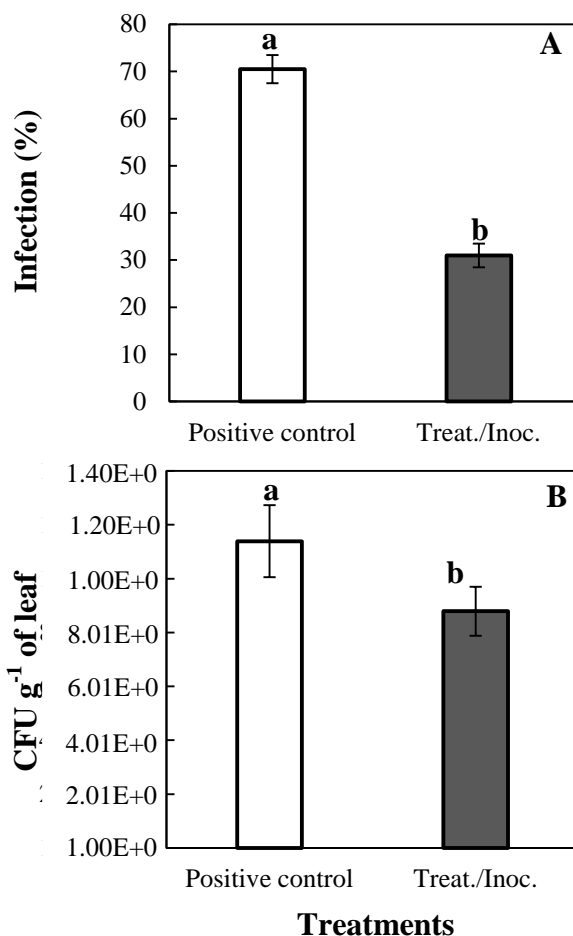 80
a
A
70
60
50
40
30
20
10
0
b
Infection (%)
Positive control
Treat./Inoc.
1.40E+0
1.20E+0
1.00E+0
8.01E+0
6.01E+0
4.01E+0
2.01E+0
1.00E+0
a
B
b
CFU g⁻¹ of leaf
Positive control
Treat./Inoc.
Treatments